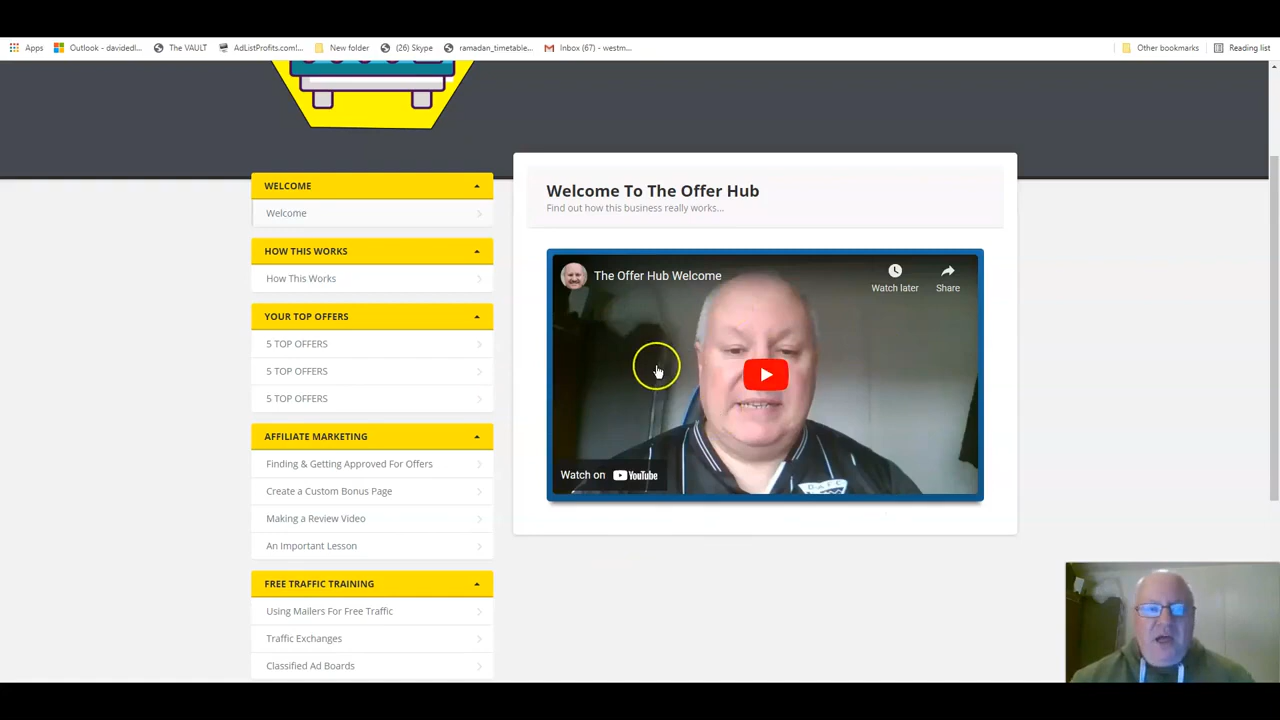 Apps
Outlook - davidedl...
The VAULT
AdListProfits.com!...
New folder
(26) Skype
ramadan_timetable...
Inbox (67) - westm...
Other bookmarks
Reading list
WELCOME
Welcome
HOW THIS WORKS
How This Works
YOUR TOP OFFERS
5 TOP OFFERS
5 TOP OFFERS
5 TOP OFFERS
AFFILIATE MARKETING
Finding & Getting Approved For Offers
Create a Custom Bonus Page
Making a Review Video
An Important Lesson
FREE TRAFFIC TRAINING
Using Mailers For Free Traffic
Traffic Exchanges
Classified Ad Boards
Welcome To The Offer Hub
Find out how this business really works...
The Offer Hub Welcome
Watch later
Share
Watch on YouTube